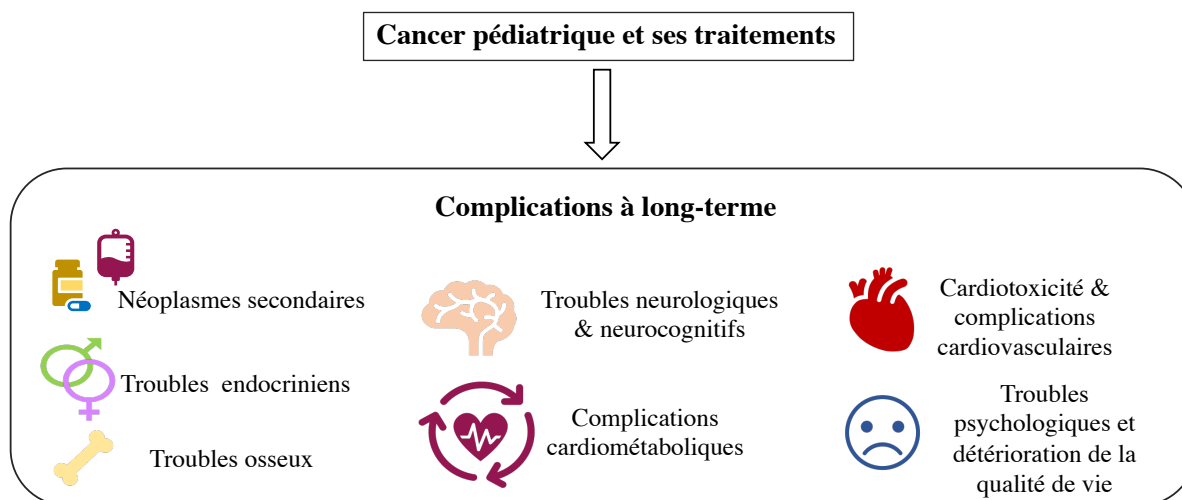 Cancer pédiatrique et ses traitements
Complications à long-terme
Néoplasmes secondaires
Troubles endocriniens
Troubles osseux
Troubles neurologiques
& neurocognitifs
Complications
cardiométaboliques
Cardiotoxicité &
complications
cardiovasculaires
Troubles
psychologiques et
détérioration de la
qualité de vie